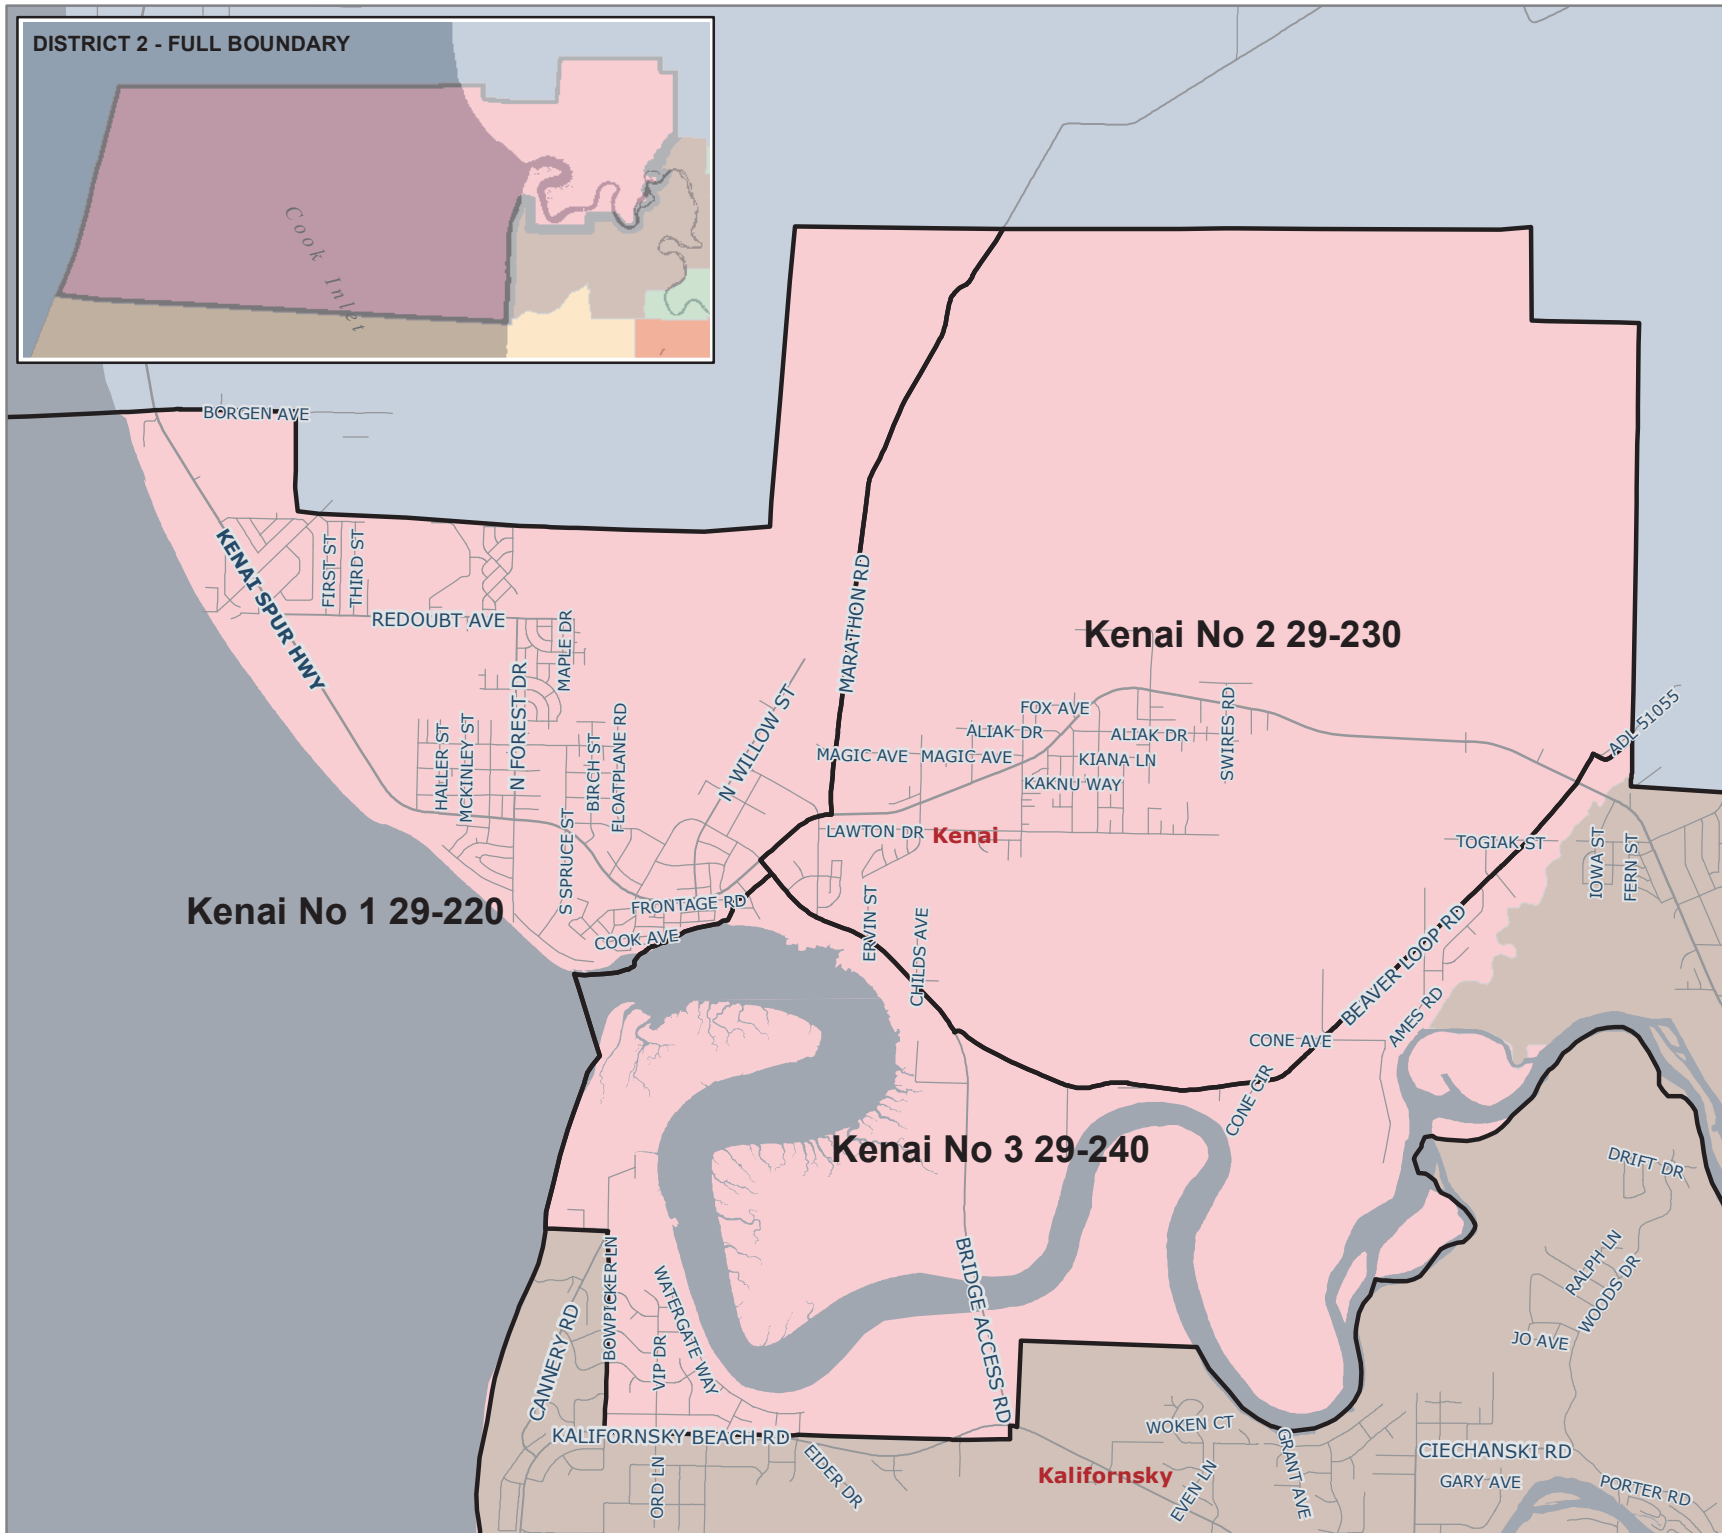 DISTRICT 2 - FULL BOUNDARY
Cook Inlet
BORGEN AVE
KENAI SPUR HWY
FIRST ST
THIRD ST
REDOUBT AVE
MAPLE DR
N FOREST DR
MARATHON RD
Kenai No 2 29-230
HALLER ST
MCKINLEY ST
BIRCH ST
FLOATPLANE RD
N WILLOW ST
FOX AVE
ALIAK DR
ALIAK DR
SWIRES RD
ADL 51055
MAGIC AVE
MAGIC AVE
KIANA LN
KAKNU WAY
S SPRUCE ST
LAWTON DR
Kenai
TOGIAK ST
IOWA ST
FERN ST
Kenai No 1 29-220
FRONTAGE RD
COOK AVE
ERVIN ST
CHILDS AVE
BEAVER LOOP RD
AMES RD
CONE AVE
CONE CIR
Kenai No 3 29-240
DRIFT DR
BOWPICKER LN
WATERGATE WAY
VIP DR
CANNERY RD
BRIDGE ACCESS RD
RALPH LN
WOODS DR
JO AVE
KALIFORNSKY BEACH RD
EIDER DR
ORD LN
WOKEN CT
EVEN LN
GRANT AVE
Kalifornsky
CIECHANSKI RD
GARY AVE
PORTER RD